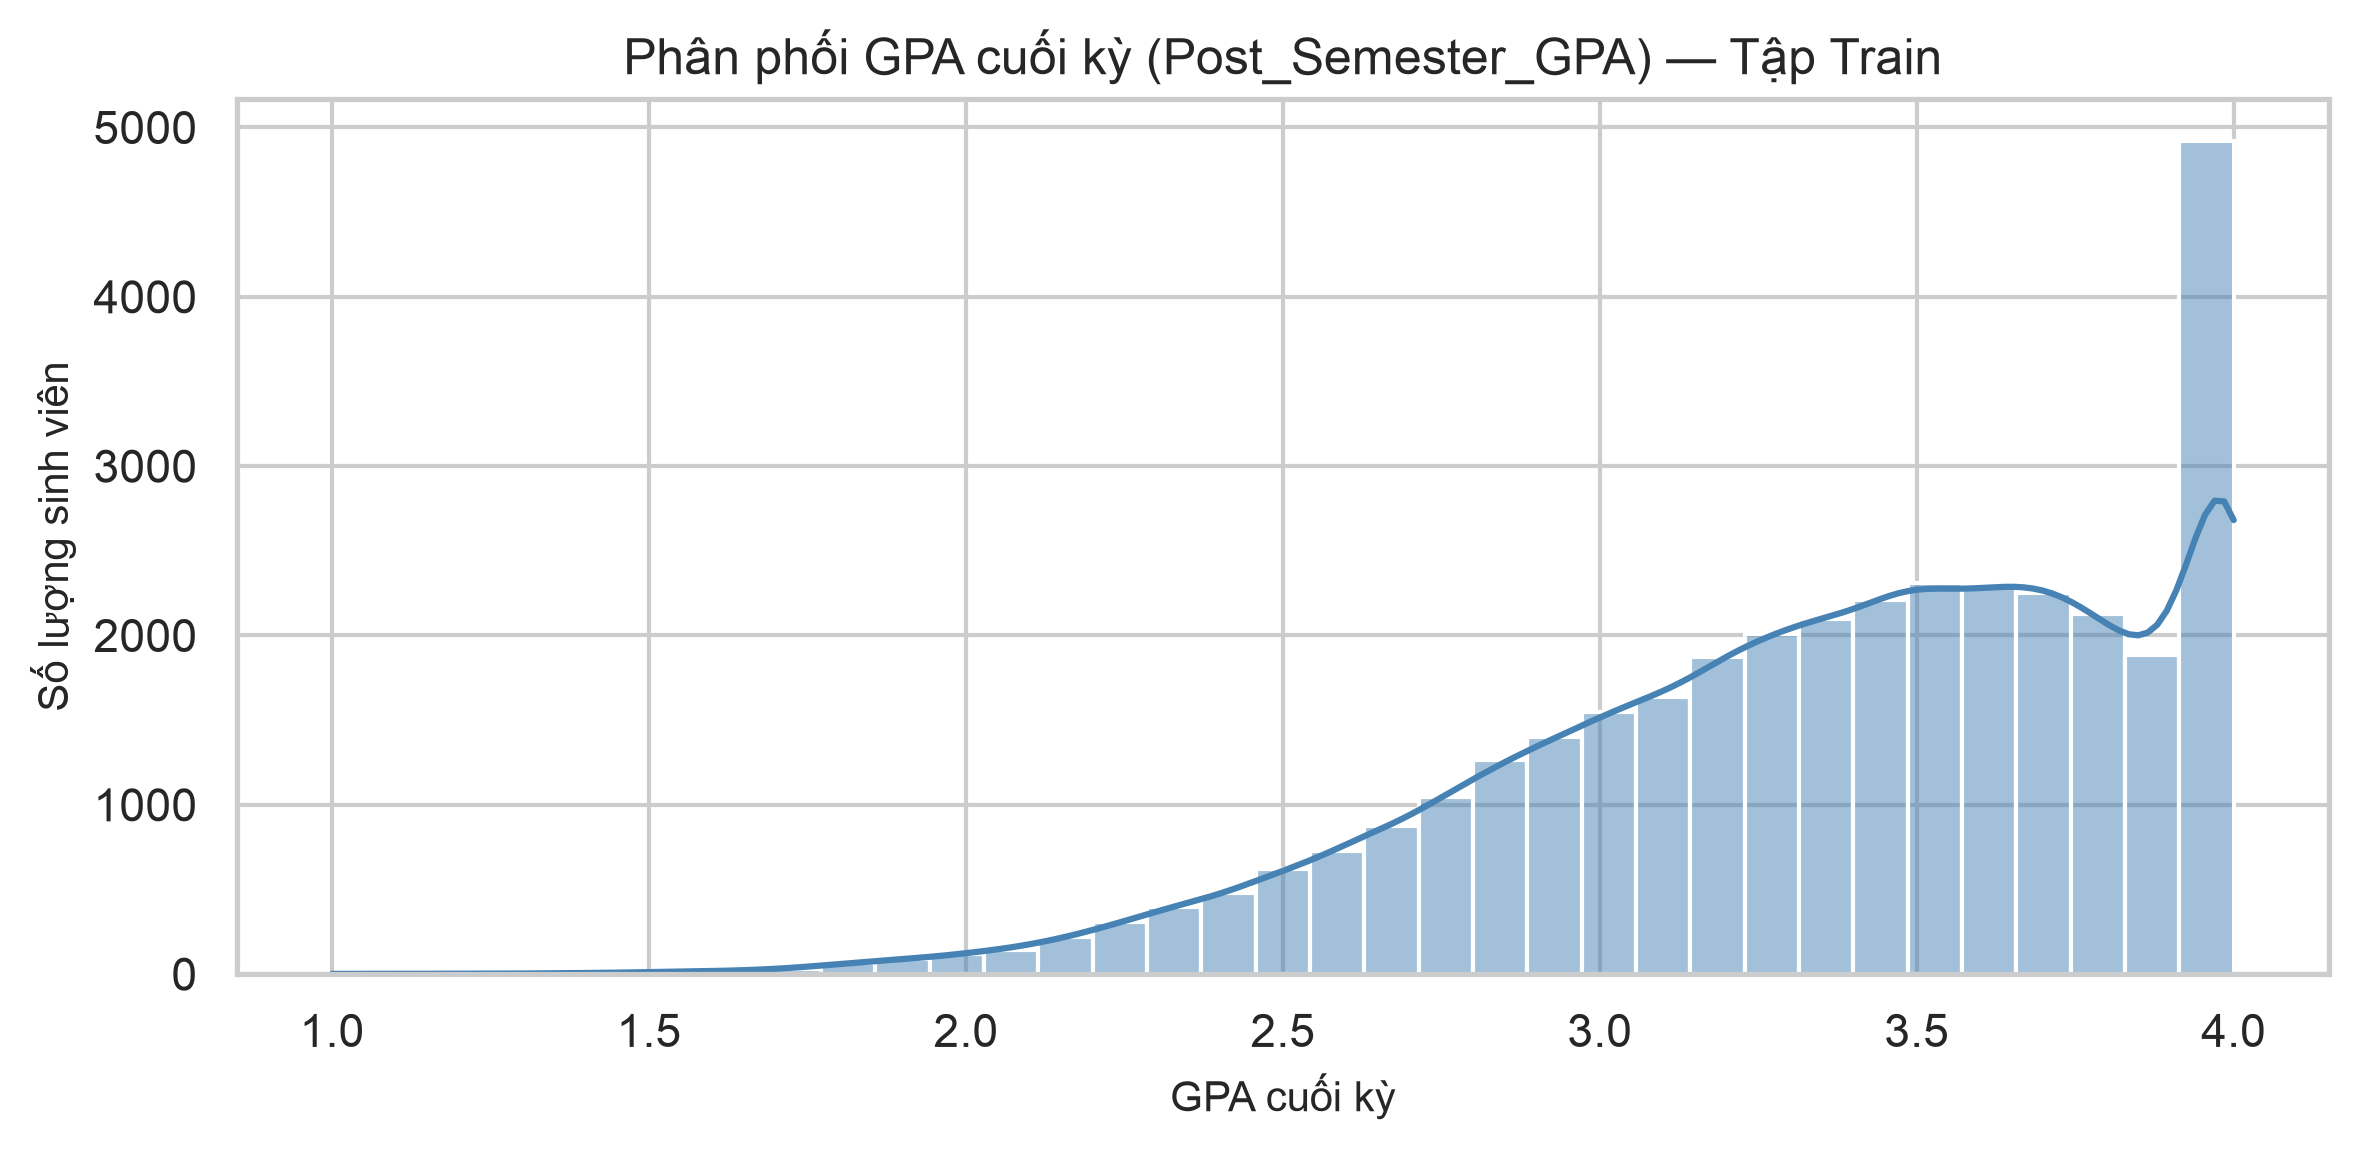 Phân phối GPA cuối kỳ (Post_Semester_GPA) — Tập Train
Số lượng sinh viên
5000
4000
3000
2000
1000
0
1.0 1.5 2.0 2.5 3.0 3.5 4.0
GPA cuối kỳ